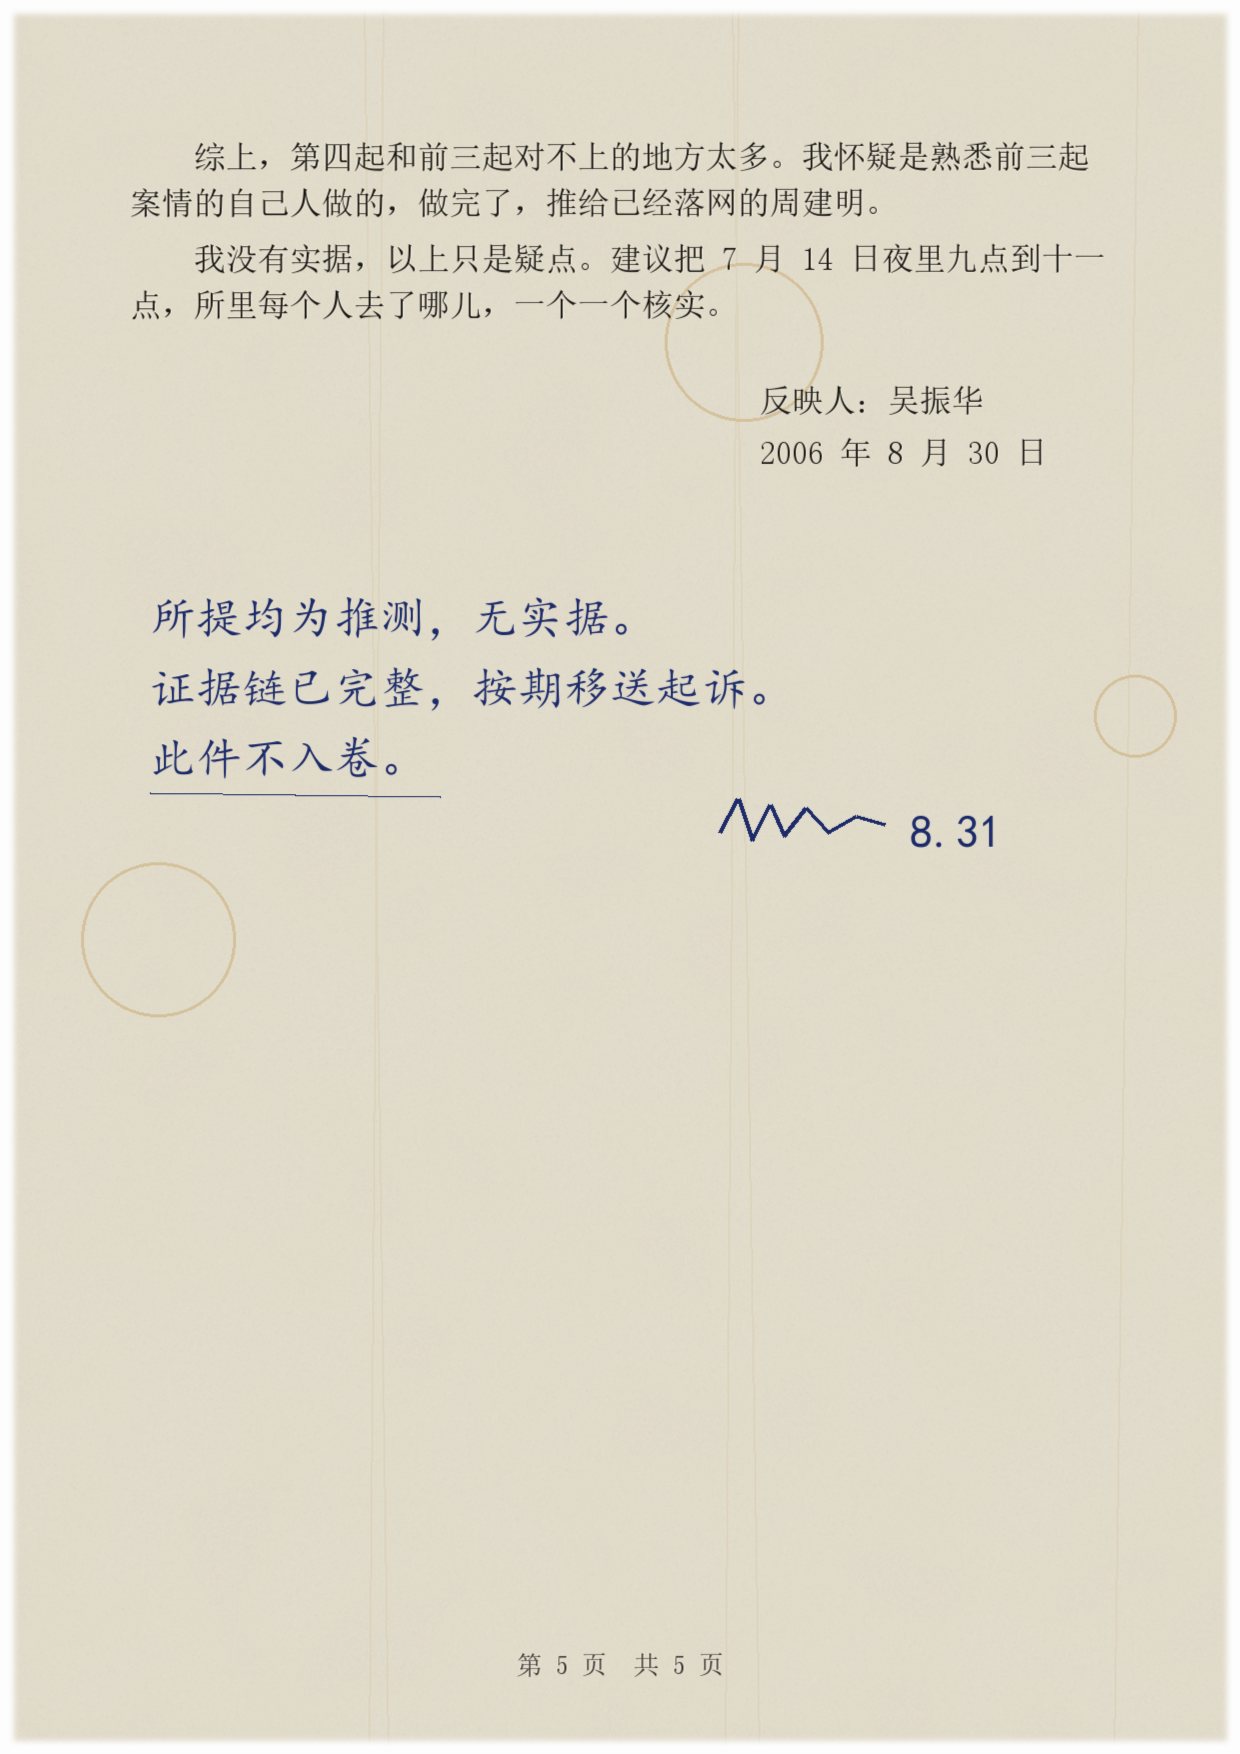 综上，第四起和前三起对不上的地方太多。我怀疑是熟悉前三起
案情的自己人做的，做完了，推给已经落网的周建明。
我没有实据，以上只是疑点。建议把 7 月 14 日夜里九点到十一
点，所里每个人去了哪儿，一个一个核实。
反映人：吴振华
2006 年 8 月 30 日
所提均为推测，无实据。
证据链已完整，按期移送起诉。
此件不入卷。
8.31
第 5 页 共 5 页